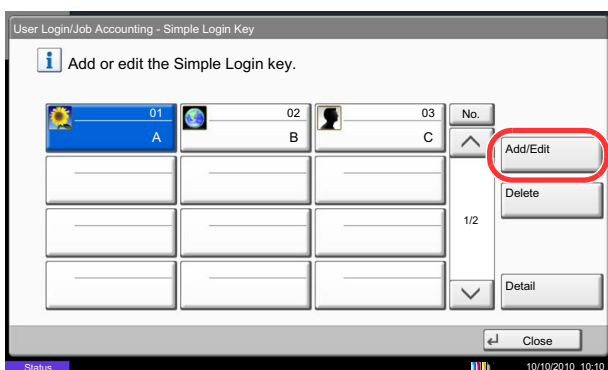 User Login/Job Accounting - Simple Login Key
i Add or edit the Simple Login key.
01 02 03 No.
A B C
Add/Edit
Delete
1/2
Detail
Close
Status 10/10/2010 10:10